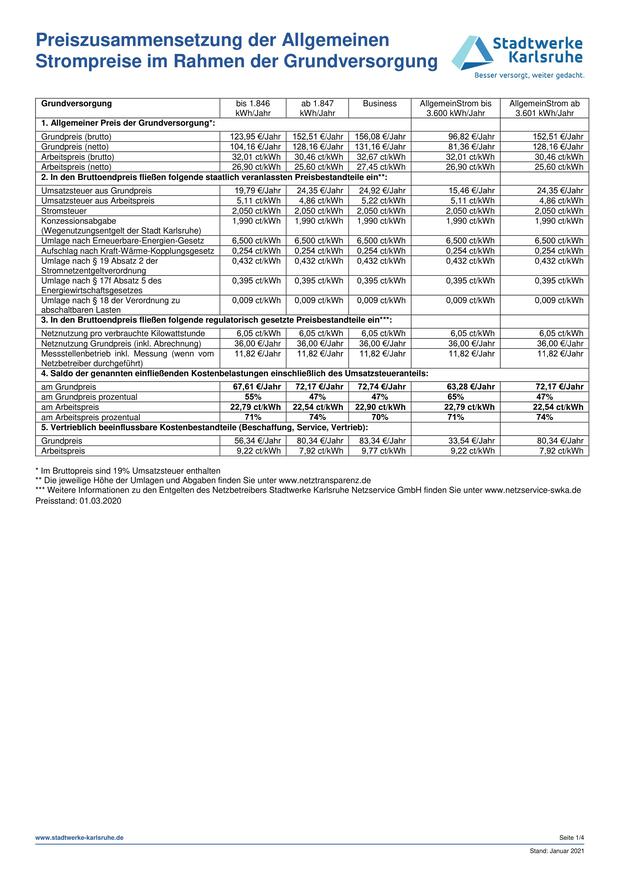 Preiszusammensetzung der Allgemeinen
Strompreise im Rahmen der Grundversorgung
Stadtwerke
Karlsruhe
Besser versorgt, weiter gedacht.
Grundversorgung bis 1.846 kWh/Jahr ab 1.847 kWh/Jahr Business AllgemeinStrom bis 3.600 kWh/Jahr AllgemeinStrom ab 3.601 kWh/Jahr
1. Allgemeiner Preis der Grundversorgung*:
Grundpreis (brutto) 123,95 €/Jahr 152,51 €/Jahr 156,08 €/Jahr 96,82 €/Jahr 152,51 €/Jahr
Grundpreis (netto) 104,16 €/Jahr 128,16 €/Jahr 131,16 €/Jahr 81,36 €/Jahr 128,16 €/Jahr
Arbeitspreis (brutto) 32,01 ct/kWh 30,46 ct/kWh 32,67 ct/kWh 32,01 ct/kWh 30,46 ct/kWh
Arbeitspreis (netto) 26,90 ct/kWh 25,60 ct/kWh 27,45 ct/kWh 26,90 ct/kWh 25,60 ct/kWh
2. In den Bruttoendpreis fließen folgende staatlich veranlassten Preisbestandteile ein**:
Umsatzsteuer aus Grundpreis 19,79 €/Jahr 24,35 €/Jahr 24,92 €/Jahr 15,46 €/Jahr 24,35 €/Jahr
Umsatzsteuer aus Arbeitspreis 5,11 ct/kWh 4,86 ct/kWh 5,22 ct/kWh 5,11 ct/kWh 4,86 ct/kWh
Stromsteuer 2,050 ct/kWh 2,050 ct/kWh 2,050 ct/kWh 2,050 ct/kWh 2,050 ct/kWh
Konzessionsabgabe 1,990 ct/kWh 1,990 ct/kWh 1,990 ct/kWh 1,990 ct/kWh 1,990 ct/kWh
(Wegenutzungsentgelt der Stadt Karlsruhe)
Umlage nach Erneuerbare-Energien-Gesetz 6,500 ct/kWh 6,500 ct/kWh 6,500 ct/kWh 6,500 ct/kWh 6,500 ct/kWh
Aufschlag nach Kraft-Wärme-Kopplungsgesetz 0,254 ct/kWh 0,254 ct/kWh 0,254 ct/kWh 0,254 ct/kWh 0,254 ct/kWh
Umlage nach § 19 Absatz 2 der 0,432 ct/kWh 0,432 ct/kWh 0,432 ct/kWh 0,432 ct/kWh 0,432 ct/kWh
Stromnetzentgeltverordnung
Umlage nach § 17f Absatz 5 des 0,395 ct/kWh 0,395 ct/kWh 0,395 ct/kWh 0,395 ct/kWh 0,395 ct/kWh
Energiewirtschaftsgesetzes
Umlage nach § 18 der Verordnung zu 0,009 ct/kWh 0,009 ct/kWh 0,009 ct/kWh 0,009 ct/kWh 0,009 ct/kWh
abschaltbaren Lasten
3. In den Bruttoendpreis fließen folgende regulatorisch gesetzte Preisbestandteile ein***:
Netznutzung pro verbrauchte Kilowattstunde 6,05 ct/kWh 6,05 ct/kWh 6,45 ct/kWh 6,05 ct/kWh 6,05 ct/kWh
Netznutzung Grundpreis (inkl. Abrechnung) 36,00 €/Jahr 36,00 €/Jahr 36,00 €/Jahr 36,00 €/Jahr 36,00 €/Jahr
Messstellenbetrieb inkl. Messung (wenn vom 11,82 €/Jahr 11,82 €/Jahr 11,82 €/Jahr 11,82 €/Jahr 11,82 €/Jahr
Netzbetreiber durchgeführt)
4. Saldo der genannten einfließenden Kostenbelastungen einschließlich des Umsatzsteueranteils:
am Grundpreis 67,61 €/Jahr 72,17 €/Jahr 72,74 €/Jahr 63,28 €/Jahr 72,17 €/Jahr
am Grundpreis prozentual 55% 47% 47% 65% 47%
am Arbeitspreis 22,79 ct/kWh 22,54 ct/kWh 22,90 ct/kWh 22,79 ct/kWh 22,54 ct/kWh
am Arbeitspreis prozentual 71% 74% 70% 71% 74%
5. Vertrieblich beeinflussbare Kostenbestandteile (Beschaffung, Service, Vertrieb):
Grundpreis 56,34 €/Jahr 80,34 €/Jahr 83,34 €/Jahr 33,54 €/Jahr 80,34 €/Jahr
Arbeitspreis 9,22 ct/kWh 7,92 ct/kWh 9,77 ct/kWh 9,22 ct/kWh 7,92 ct/kWh
* Im Bruttopreis sind 19% Umsatzsteuer enthalten
** Die jeweilige Höhe der Umlagen und Abgaben finden Sie unter www.netztransparenz.de
*** Weitere Informationen zu den Entgelten des Netzbetreibers Stadtwerke Karlsruhe Netzservice GmbH finden Sie unter www.netzservice-swka.de
Preisstand: 01.03.2020
www.stadtwerke-karlsruhe.de Seite 1/4
Stand: Januar 2021